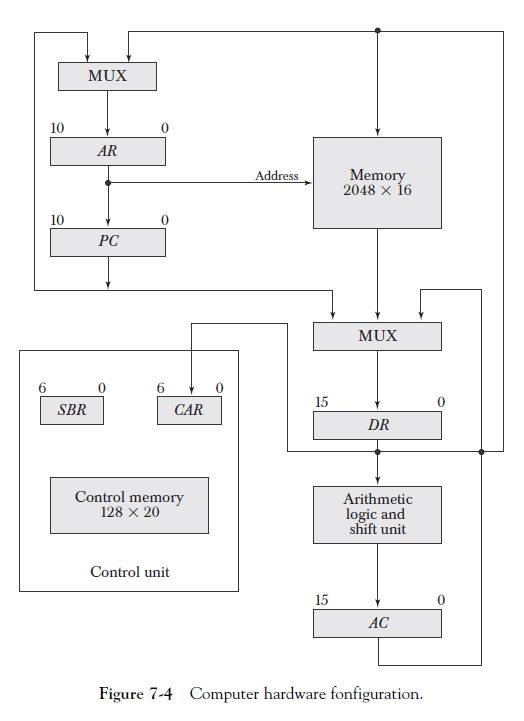 MUX
10 0
AR
Address
Memory
2048 × 16
10 0
PC
MUX
6 0
SBR
6 0
CAR
15 0
DR
Control memory
128 × 20
Arithmetic
logic and
shift unit
Control unit
15 0
AC
Figure 7-4 Computer hardware fonfiguration.